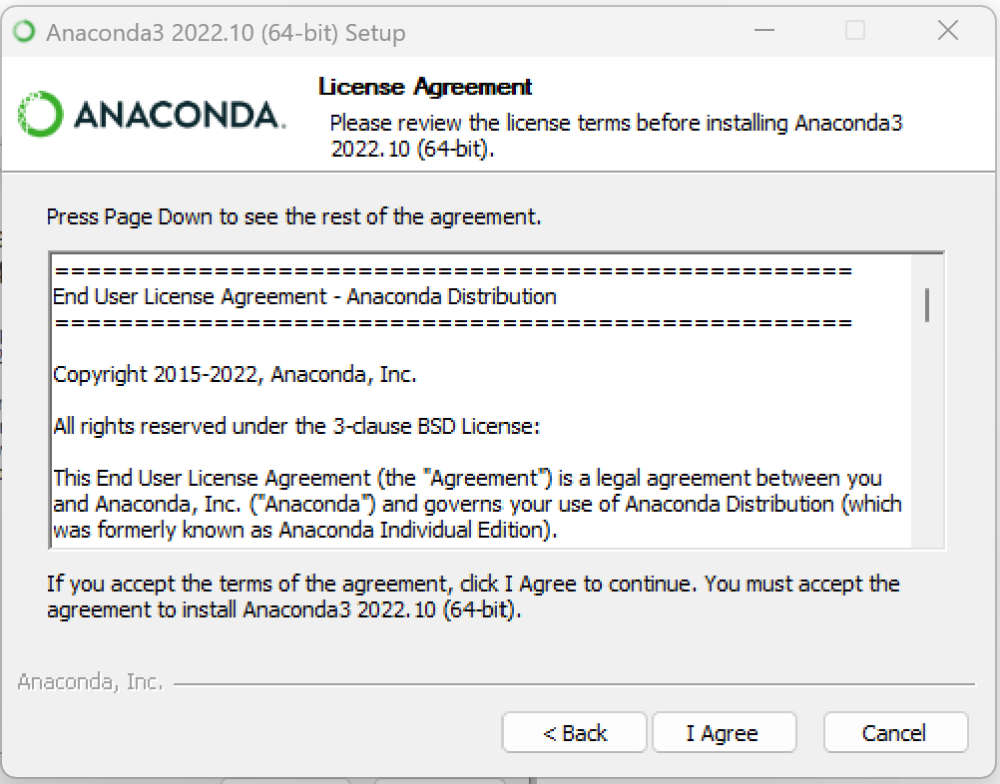 Anaconda3 2022.10 (64-bit) Setup
ANACONDA.
License Agreement
Please review the license terms before installing Anaconda3
2022.10 (64-bit).
Press Page Down to see the rest of the agreement.
==================================================
End User License Agreement - Anaconda Distribution
==================================================
Copyright 2015-2022, Anaconda, Inc.
All rights reserved under the 3-clause BSD License:
This End User License Agreement (the "Agreement") is a legal agreement between you
and Anaconda, Inc. ("Anaconda") and governs your use of Anaconda Distribution (which
was formerly known as Anaconda Individual Edition).
If you accept the terms of the agreement, click I Agree to continue. You must accept the
agreement to install Anaconda3 2022.10 (64-bit).
Anaconda, Inc.
< Back
I Agree
Cancel